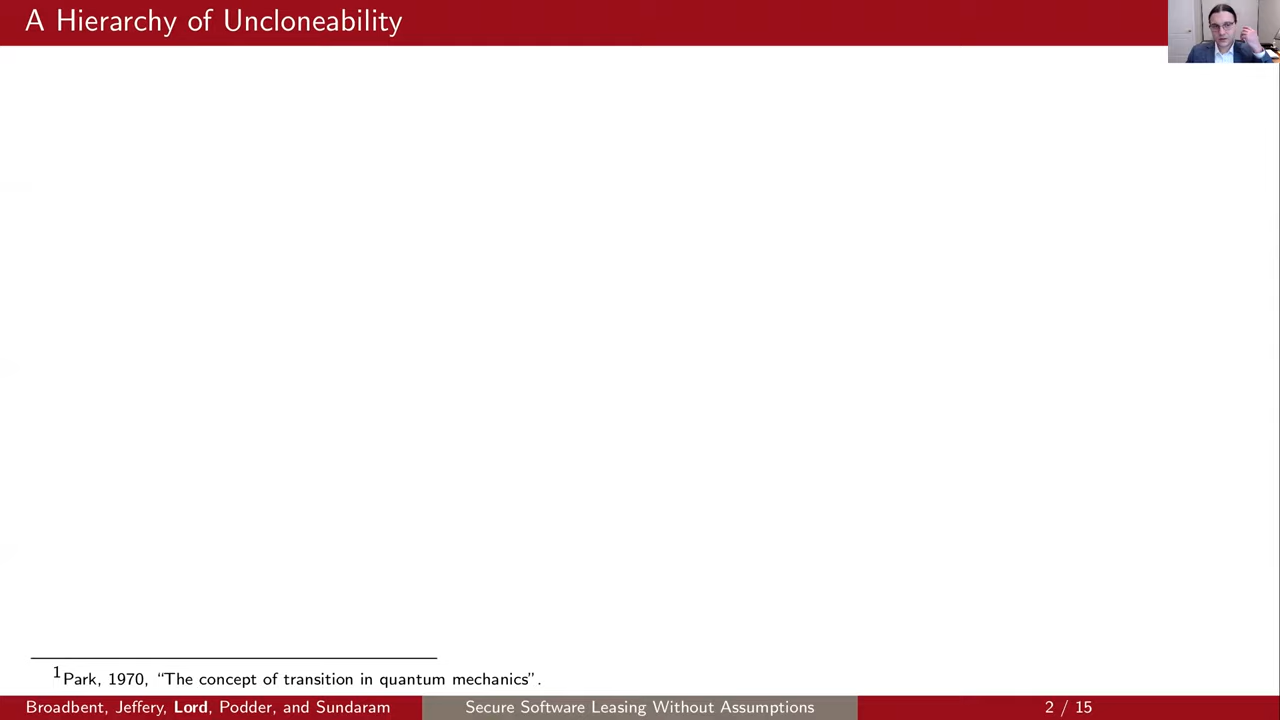 A Hierarchy of Uncloneability
1Park, 1970, “The concept of transition in quantum mechanics”.
Broadbent, Jeffery, Lord, Podder, and Sundaram
Secure Software Leasing Without Assumptions
2 / 15